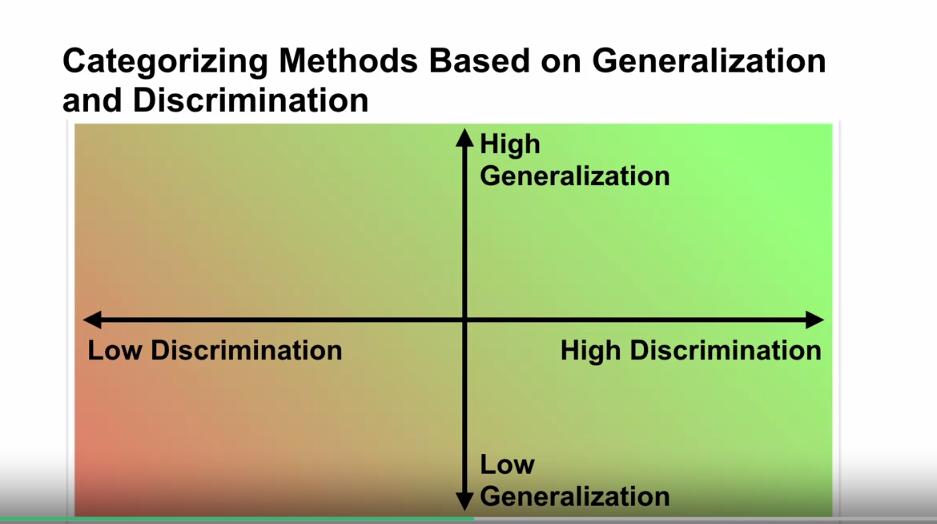 Categorizing Methods Based on Generalization
and Discrimination
High
Generalization
Low Discrimination
High Discrimination
Low
Generalization